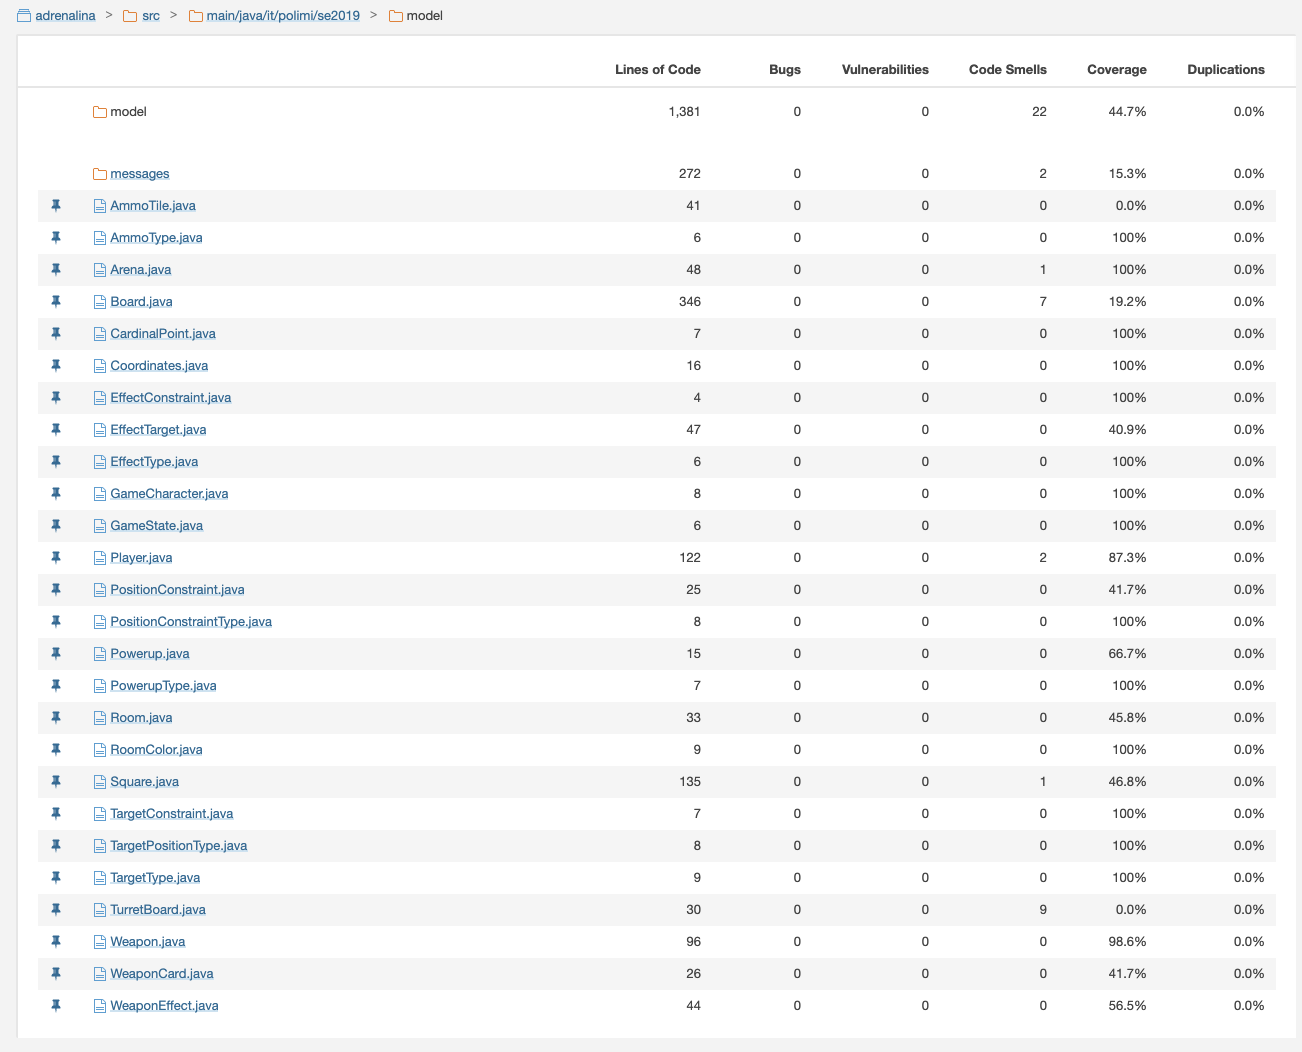 adrenalina > src > main/java/it/polimi/se2019 > model
Lines of Code Bugs Vulnerabilities Code Smells Coverage Duplications
model 1,381 0 0 22 44.7% 0.0%
messages 272 0 0 2 15.3% 0.0%
AmmoTile.java 41 0 0 0 0.0% 0.0%
AmmoType.java 6 0 0 0 100% 0.0%
Arena.java 48 0 0 1 100% 0.0%
Board.java 346 0 0 7 19.2% 0.0%
CardinalPoint.java 7 0 0 0 100% 0.0%
Coordinates.java 16 0 0 0 100% 0.0%
EffectConstraint.java 4 0 0 0 100% 0.0%
EffectTarget.java 47 0 0 0 40.9% 0.0%
EffectType.java 6 0 0 0 100% 0.0%
GameCharacter.java 8 0 0 0 100% 0.0%
GameState.java 6 0 0 0 100% 0.0%
Player.java 122 0 0 2 87.3% 0.0%
PositionConstraint.java 25 0 0 0 41.7% 0.0%
PositionConstraintType.java 8 0 0 0 100% 0.0%
Powerup.java 15 0 0 0 66.7% 0.0%
PowerupType.java 7 0 0 0 100% 0.0%
Room.java 33 0 0 0 45.8% 0.0%
RoomColor.java 9 0 0 0 100% 0.0%
Square.java 135 0 0 1 46.8% 0.0%
TargetConstraint.java 7 0 0 0 100% 0.0%
TargetPositionType.java 8 0 0 0 100% 0.0%
TargetType.java 9 0 0 0 100% 0.0%
TurretBoard.java 30 0 0 9 0.0% 0.0%
Weapon.java 96 0 0 0 98.6% 0.0%
WeaponCard.java 26 0 0 0 41.7% 0.0%
WeaponEffect.java 44 0 0 0 56.5% 0.0%